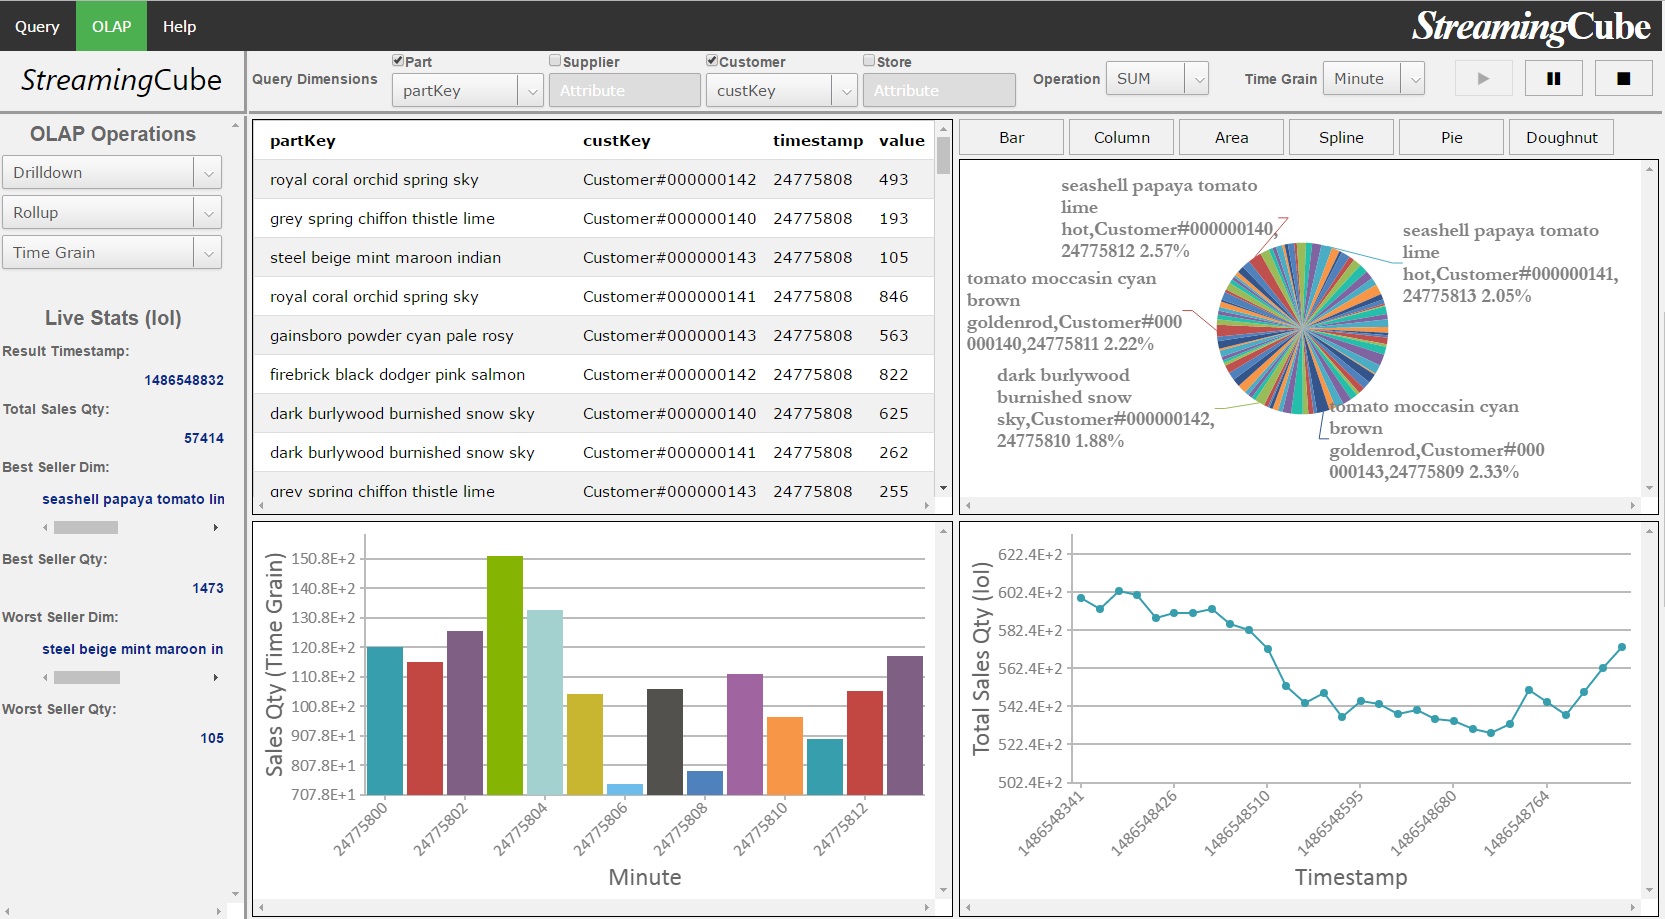 Query OLAP Help
StreamingCube
StreamingCube
Query Dimensions
Part
partKey
Supplier
Attribute
Customer
custKey
Store
Attribute
Operation SUM
Time Grain Minute
OLAP Operations
Drilldown
Rollup
Time Grain
Live Stats (IoI)
Result Timestamp:
1486548832
Total Sales Qty:
57414
Best Seller Dim:
seashell papaya tomato lin
Best Seller Qty:
1473
Worst Seller Dim:
steel beige mint maroon in
Worst Seller Qty:
105
partKey custKey timestamp value
royal coral orchid spring sky Customer#000000142 24775808 493
grey spring chiffon thistle lime Customer#000000140 24775808 193
steel beige mint maroon indian Customer#000000143 24775808 105
royal coral orchid spring sky Customer#000000141 24775808 846
gainsboro powder cyan pale rosy Customer#000000143 24775808 563
firebrick black dodger pink salmon Customer#000000142 24775808 822
dark burlywood burnished snow sky Customer#000000140 24775808 625
dark burlywood burnished snow sky Customer#000000141 24775808 262
grey spring chiffon thistle lime Customer#000000143 24775808 255
Bar Column Area Spline Pie Doughnut
seashell papaya tomato
lime
hot,Customer#000000140,
24775812 2.57%
seashell papaya tomato
lime
hot,Customer#000000141,
24775813 2.05%
tomato moccasin cyan
brown
goldenrod,Customer#000
000140,24775811 2.22%
dark burlywood
burnished snow
sky,Customer#000000142,
24775810 1.88%
tomato moccasin cyan
brown
goldenrod,Customer#000
000143,24775809 2.33%
Sales Qty (Time Grain)
150.8E+2
140.8E+2
130.8E+2
120.8E+2
110.8E+2
100.8E+2
907.8E+1
807.8E+1
707.8E+1
24775800 24775802 24775804 24775806 24775808 24775810 24775812
Minute
Total Sales Qty (IoI)
622.4E+2
602.4E+2
582.4E+2
562.4E+2
542.4E+2
522.4E+2
502.4E+2
1486548341 1486548426 1486548510 1486548595 1486548680 1486548764
Timestamp